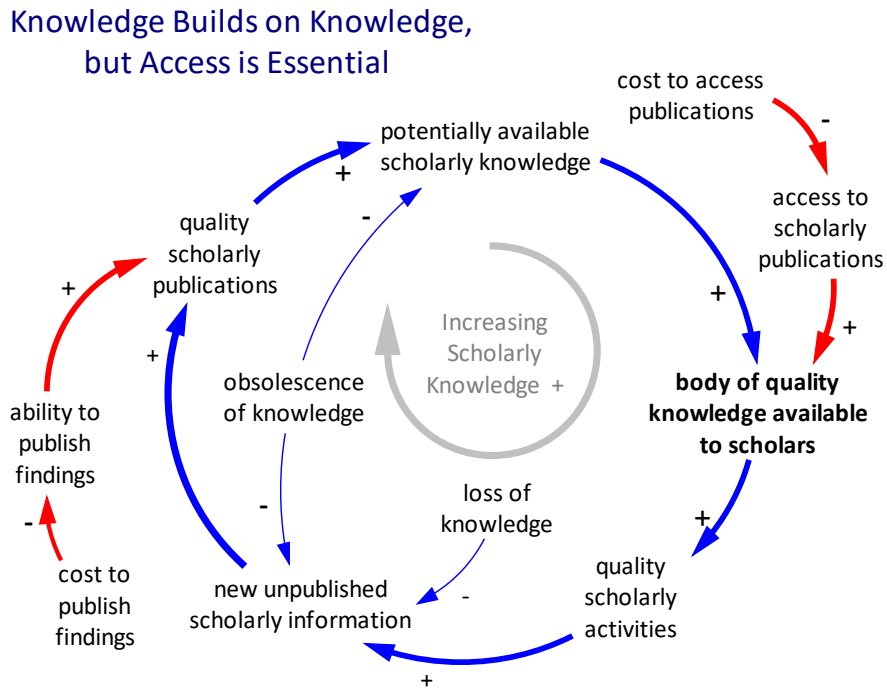 Knowledge Builds on Knowledge,
but Access is Essential
cost to access
publications
-
potentially available
scholarly knowledge
+
-
access to
scholarly
publications
quality
scholarly
publications
+
+
+
Increasing
Scholarly
Knowledge +
+
obsolescence
of knowledge
body of quality
knowledge available
to scholars
ability to
publish
findings
-
-
loss of
knowledge
+
cost to
publish
findings
new unpublished
scholarly information
-
quality
scholarly
activities
+